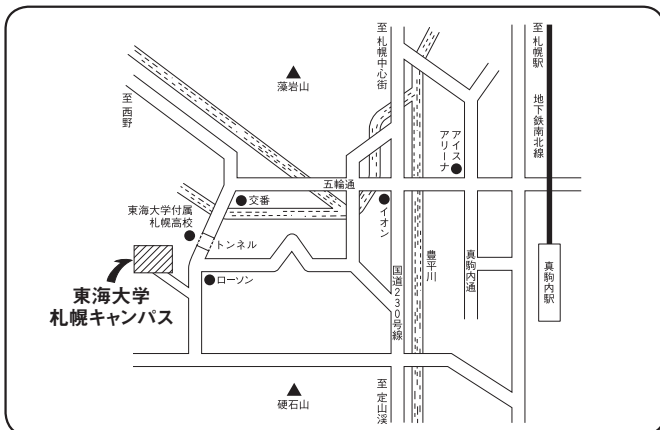 至札幌中心街
至札幌駅
地下鉄南北線
藻岩山
至西野
アイス
アリーナ
五輪通
交番
イオン
東海大学付属
札幌高校
トンネル
ローソン
東海大学
札幌キャンパス
国道230号線
豊平川
真駒内通
真駒内駅
硬石山
至定山渓